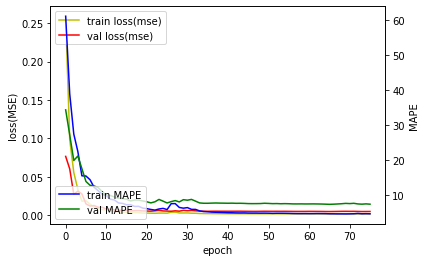 train loss(mse)
val loss(mse)
train MAPE
val MAPE
loss(MSE)
0.25
0.20
0.15
0.10
0.05
0.00
60
50
40
30
20
10
MAPE
0 10 20 30 40 50 60 70
epoch